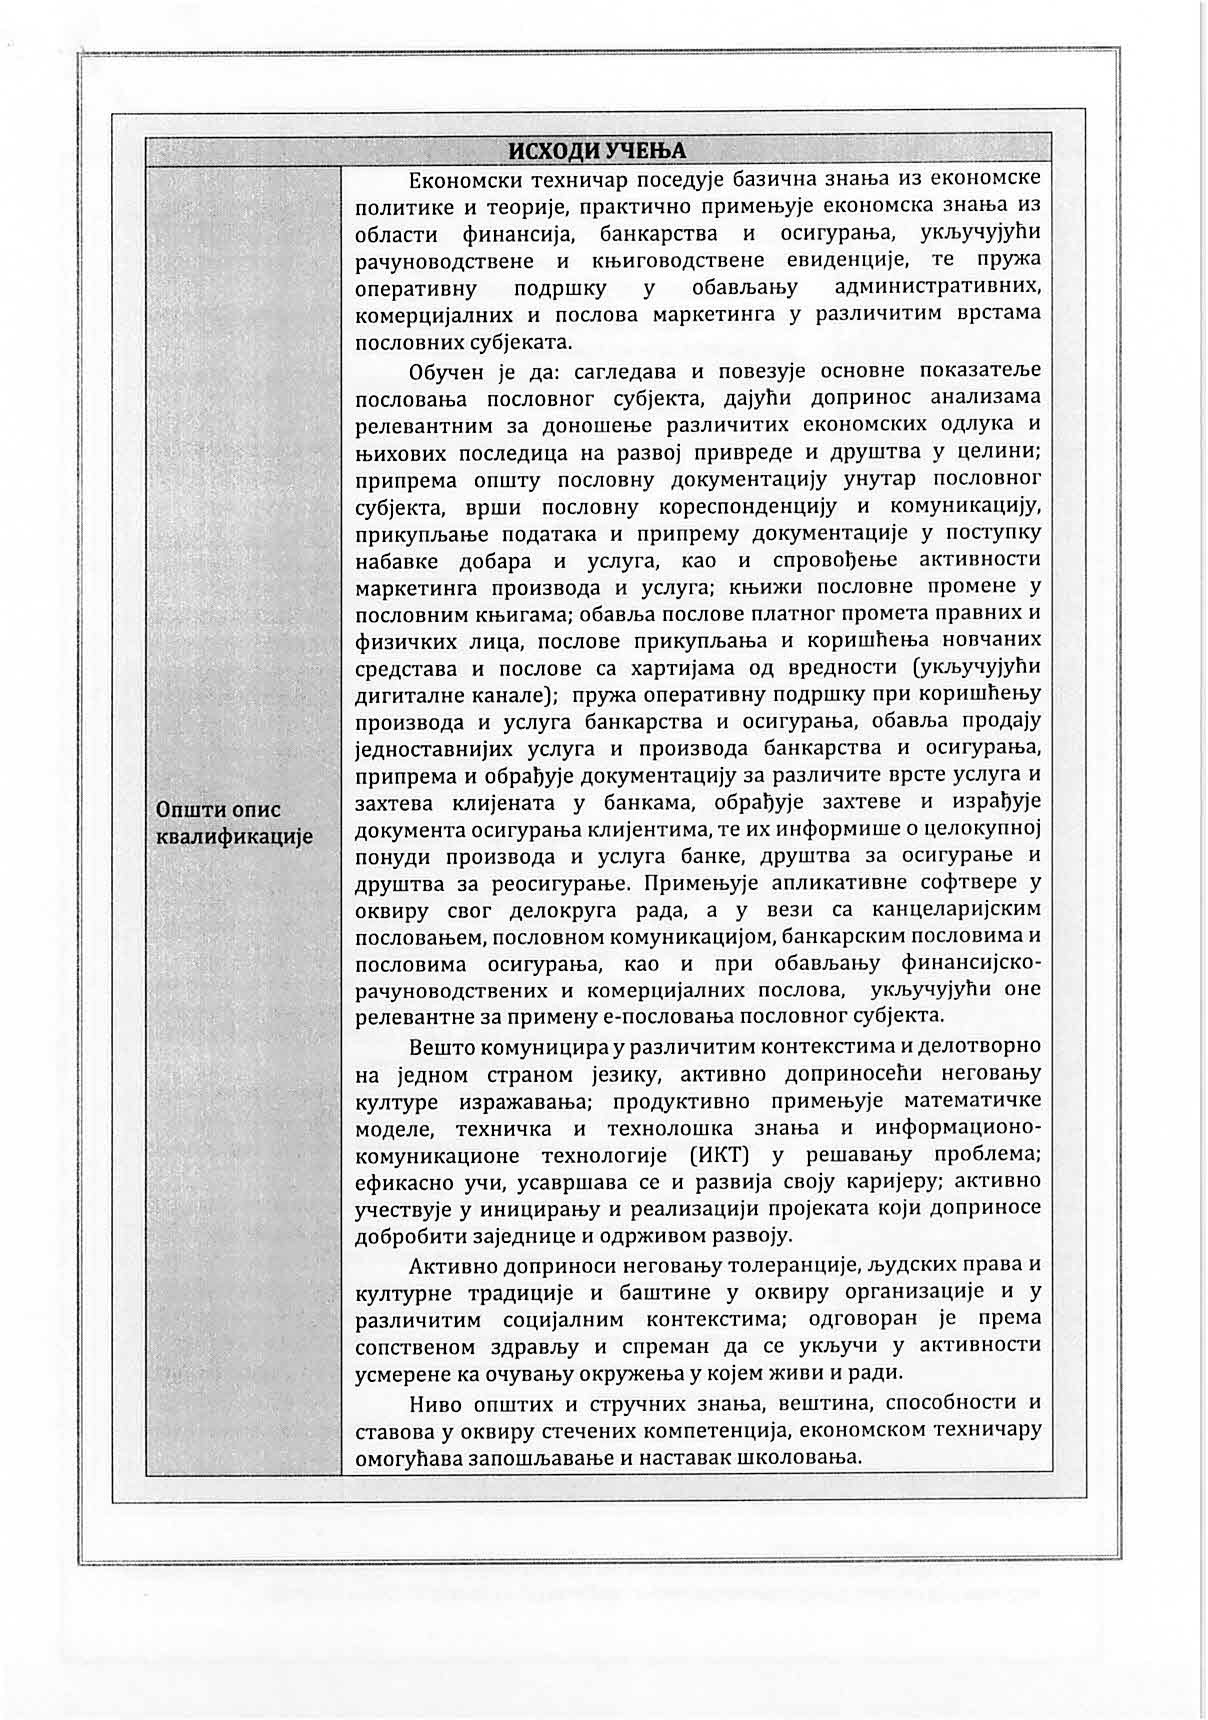 ИСХОДИ УЧЕЊА
Општи опис
квалификације
Економски техничар поседује базична знања из економске
политике и теорије, практично примењује економска знања из
области финансија, банкарства и осигурања, укључујући
рачуноводствене и књиговодствене евиденције, те пружа
оперативну подршку у обављању административних,
комерцијалних и послова маркетинга у различитим врстама
пословних субјеката.
Обучен је да: сагледава и повезује основне показатеље
пословања пословног субјекта, дајући допринос анализама
релевантним за доношење различитих економских одлука и
њихових последица на развој привреде и друштва у целини;
припрема општу пословну документацију унутар пословног
субјекта, врши пословну кореспонденцију и комуникацију,
прикупљање података и припрему документације у поступку
набавке добара и услуга, као и спровођење активности
маркетинга производа и услуга; књижи пословне промене у
пословним књигама; обавља послове платног промета правних и
физичких лица, послове прикупљања и коришћења новчаних
средстава и послове са хартијама од вредности (укључујући
дигиталне канале); пружа оперативну подршку при коришћењу
производа и услуга банкарства и осигурања, обавља продају
једноставнијих услуга и производа банкарства и осигурања,
припрема и обрађује документацију за различите врсте услуга и
захтева клијената у банкама, обрађује захтеве и израђује
документа осигурања клијентима, те их информише о целокупној
понуди производа и услуга банке, друштва за осигурање и
друштва за реосигурање. Примењује апликативне софтвере у
оквиру свог делокруга рада, а у вези са канцеларијским
пословањем, пословном комуникацијом, банкарским пословима и
пословима осигурања, као и при обављању финансијско-
рачуноводствених и комерцијалних послова, укључујући оне
релевантне за примену е-пословања пословног субјекта.
Вешто комуницира у различитим контекстима и делотворно
на једном страном језику, активно доприносећи неговању
културе изражавања; продуктивно примењује математичке
моделе, техничка и технолошка знања и информационо-
комуникационе технологије (ИКТ) у решавању проблема;
ефикасно учи, усавршава се и развија своју каријеру; активно
учествује у иницирању и реализацији пројеката који доприносе
добробити заједнице и одрживом развоју.
Активно доприноси неговању толеранције, људских права и
културне традиције и баштине у оквиру организације и у
различитим социјалним контекстима; одговоран је према
сопственом здрављу и спреман да се укључи у активности
усмерене ка очувању окружења у којем живи и ради.
Ниво општих и стручних знања, вештина, способности и
ставова у оквиру стечених компетенција, економском техничару
омогућава запошљавање и наставак школовања.